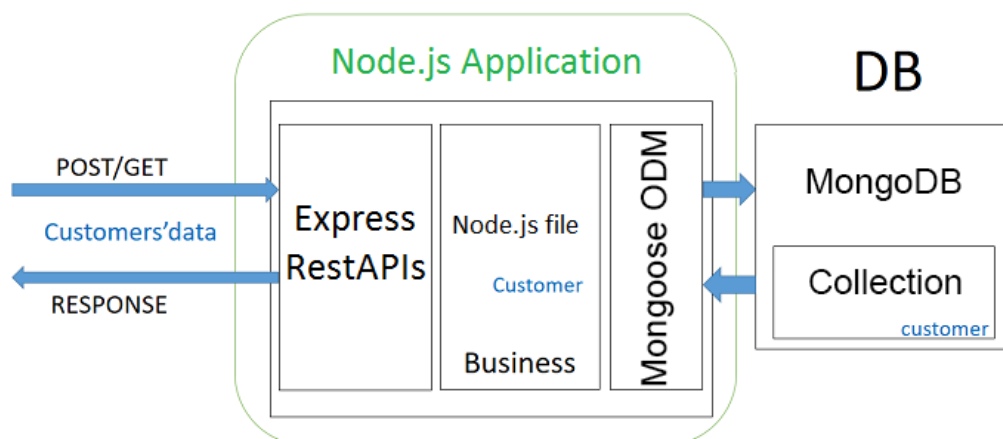 Node.js Application
DB
POST/GET
Customers'data
RESPONSE
Express
RestAPIs
Node.js file
Customer
Business
Mongoose ODM
MongoDB
Collection
customer